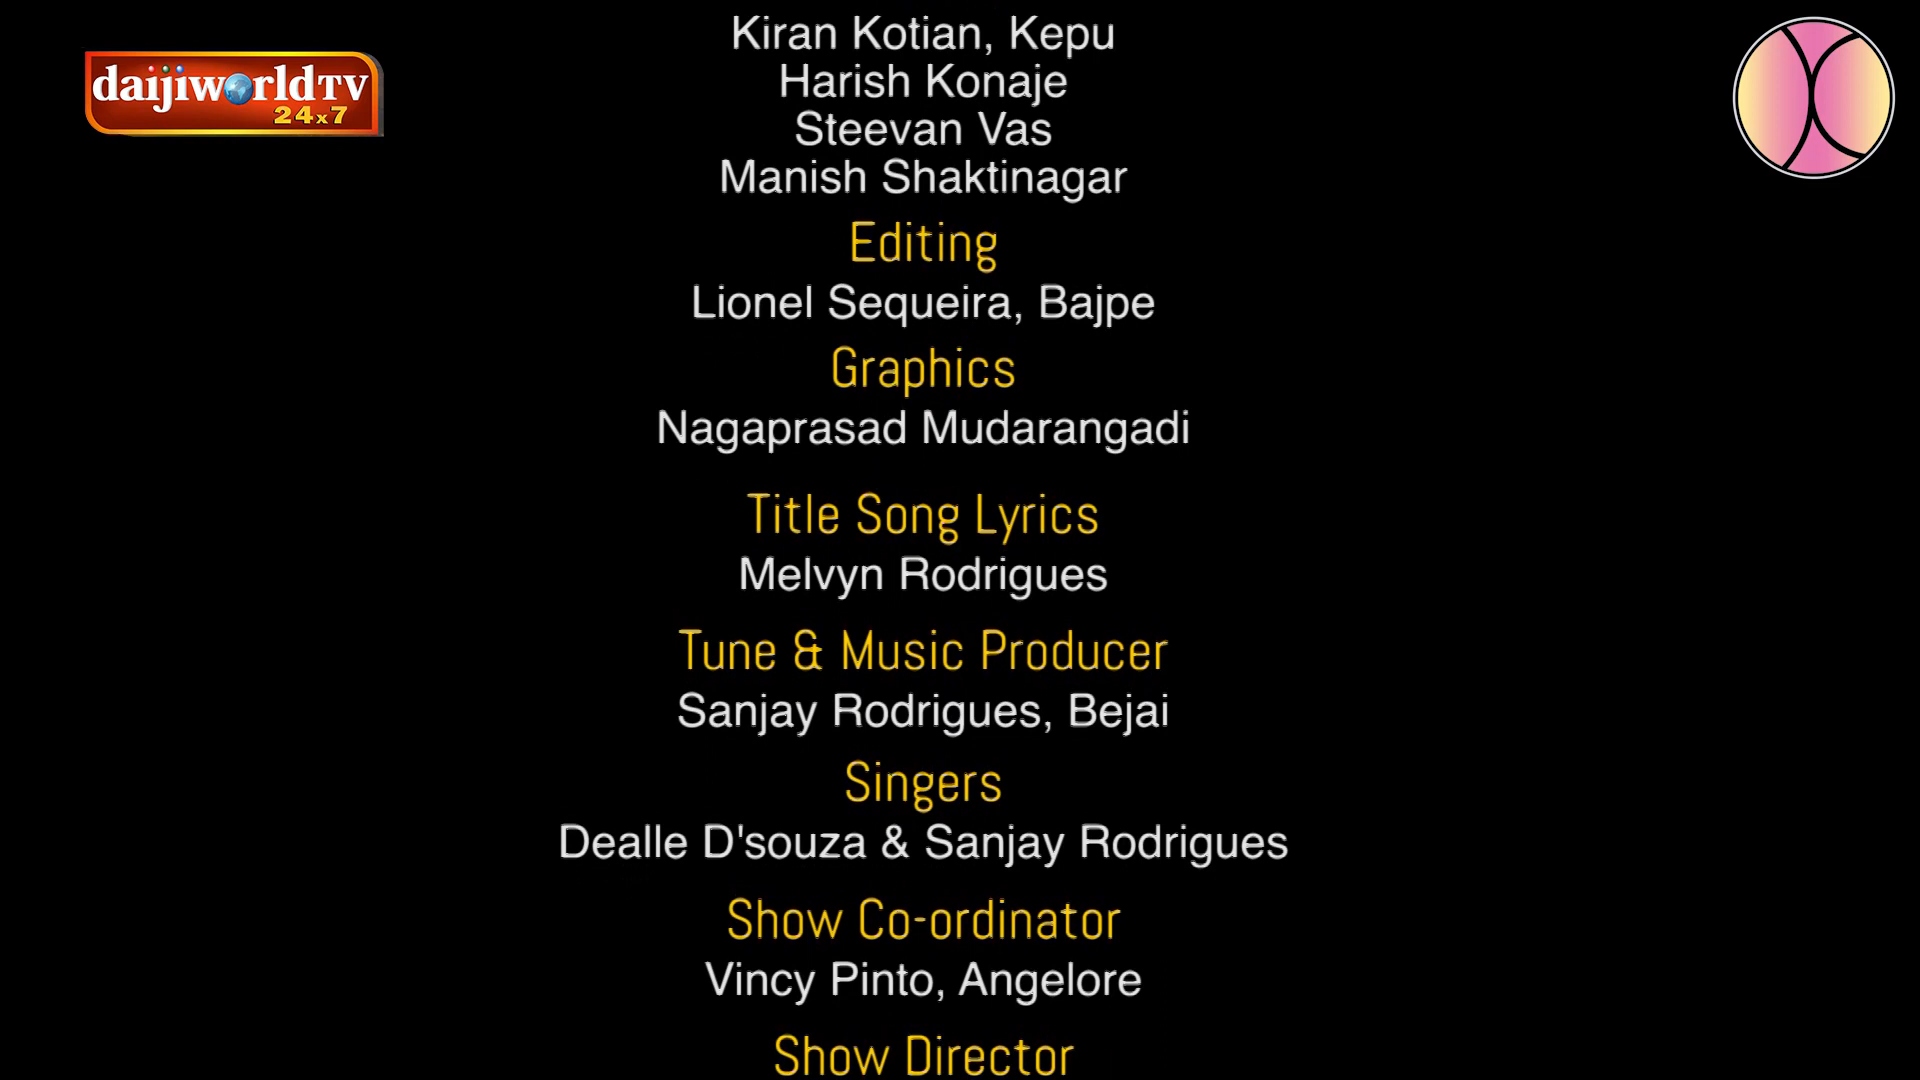 Kiran Kotian, Kepu
daijiworldTV
24x7
Harish Konaje
Steevan Vas
Manish Shaktinagar
Editing
Lionel Sequeira, Bajpe
Graphics
Nagaprasad Mudarangadi
Title Song Lyrics
Melvyn Rodrigues
Tune & Music Producer
Sanjay Rodrigues, Bejai
Singers
Dealle D'souza & Sanjay Rodrigues
Show Co-ordinator
Vincy Pinto, Angelore
Show Director